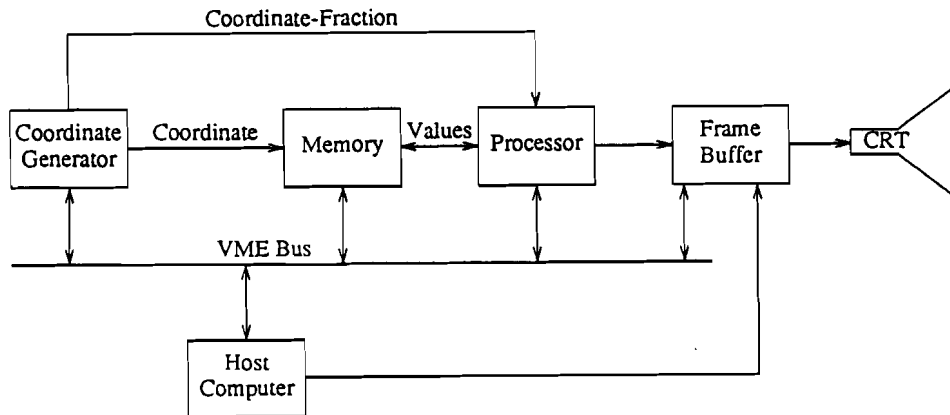 Coordinate-Fraction
Coordinate
Generator
Coordinate
Memory
Values
Processor
Frame
Buffer
CRT
VME Bus
Host
Computer